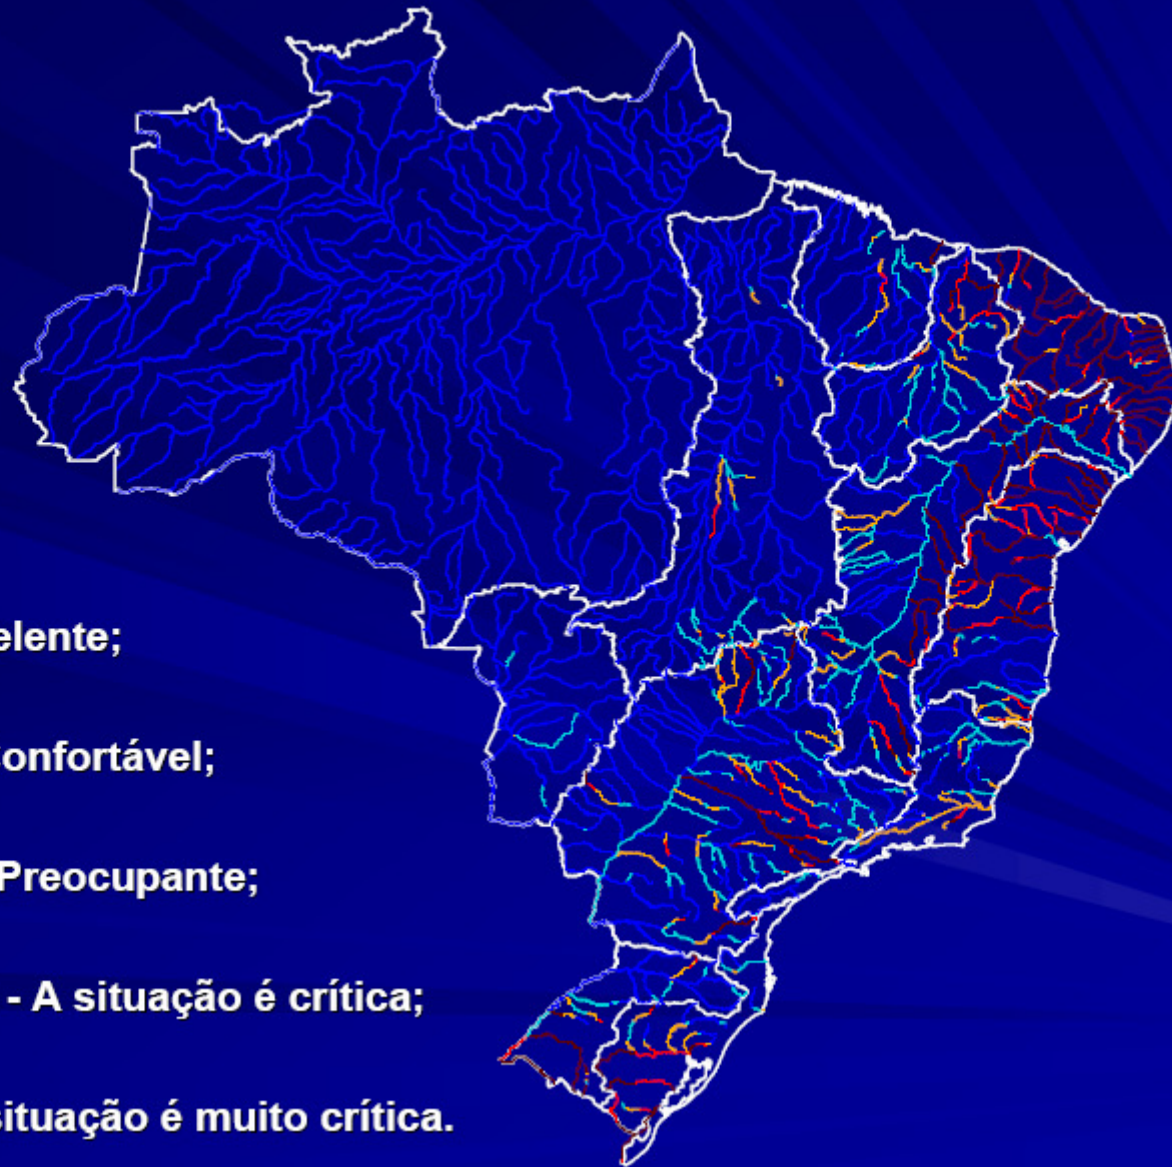 elente;
onfortável;
Preocupante;
- A situação é crítica;
situação é muito crítica.